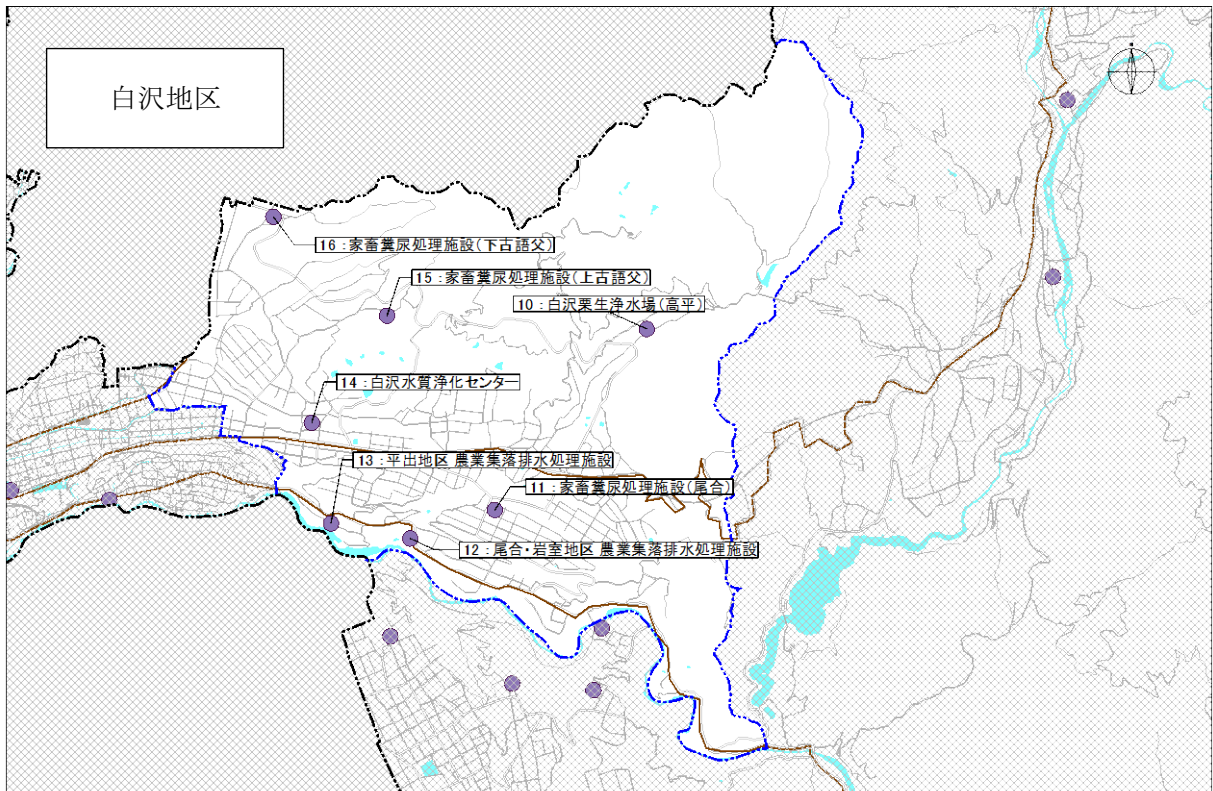 白沢地区
16:家畜糞尿処理施設(下古語父)
15:家畜糞尿処理施設(上古語父)
10:白沢栗生浄水場(高平)
14:白沢水質浄化センター
13:平出地区 農業集落排水処理施設
11:家畜糞尿処理施設(尾合)
12:尾合・岩室地区 農業集落排水処理施設